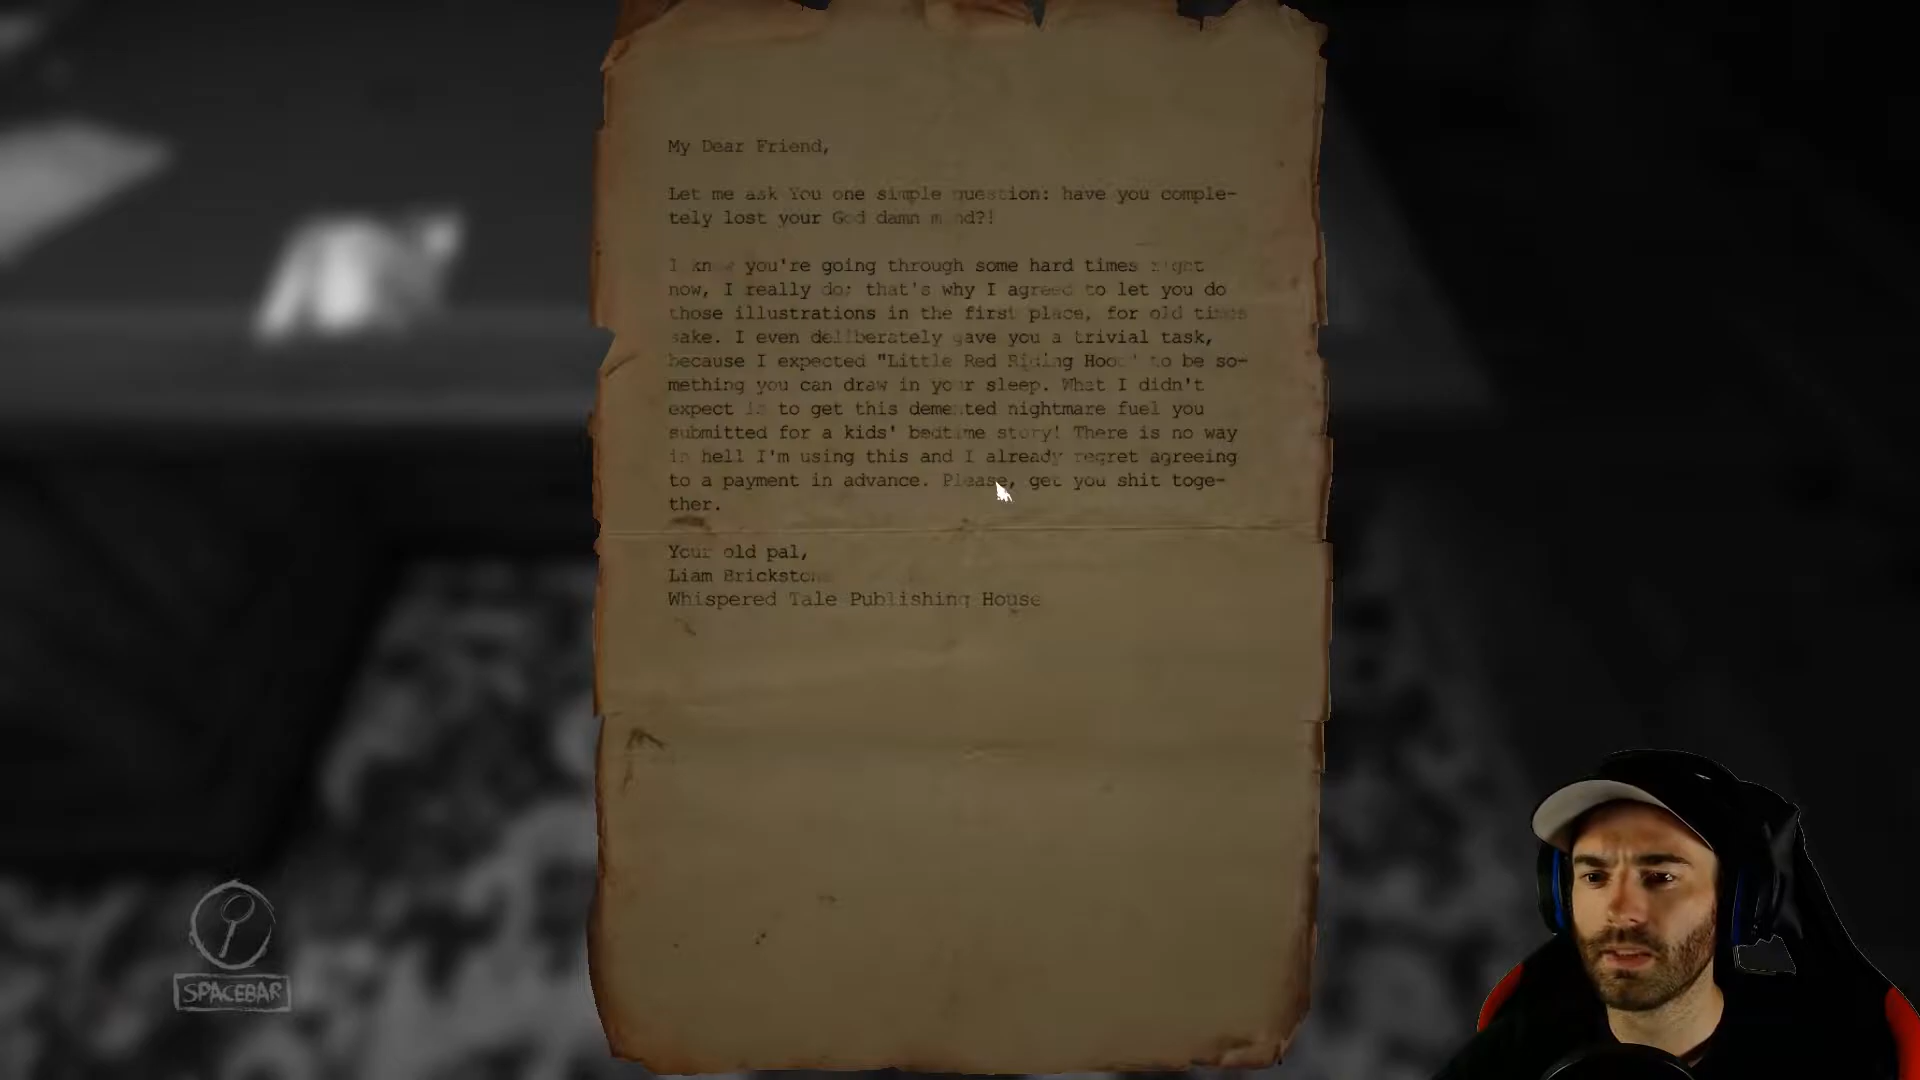 My Dear Friend,
Let me ask You one simple question: have you comple-
tely lost your God damn mind?!
I know you're going through some hard times right
now, I really do; that's why I agreed to let you do
those illustrations in the first place, for old times
sake. I even deliberately gave you a trivial task,
because I expected "Little Red Riding Hood" to be so-
mething you can draw in your sleep. What I didn't
expect is to get this demented nightmare fuel you
submitted for a kids' bedtime story! There is no way
in hell I'm using this and I already regret agreeing
to a payment in advance. Please, get you shit toge-
ther.
Your old pal,
Liam Brickstone
Whispered Tale Publishing House
SPACEBAR